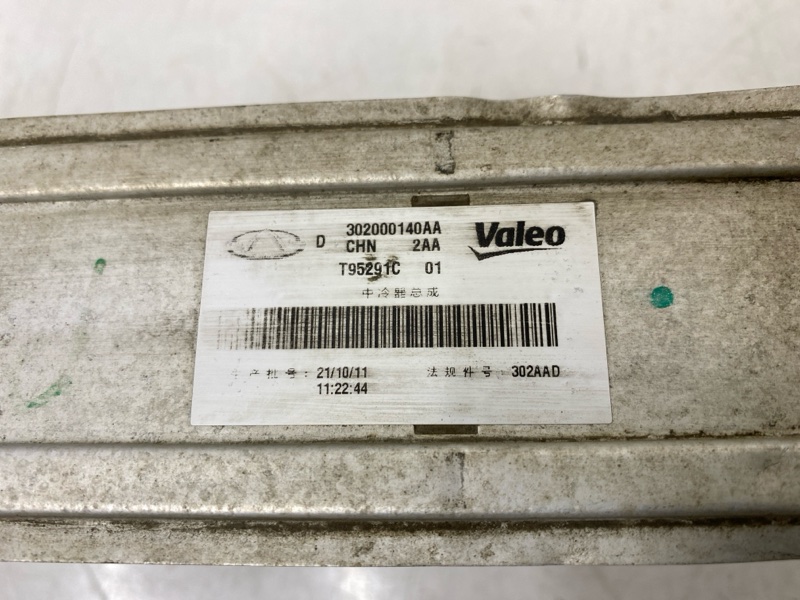 D 302000140AA
CHN 2AA
Valeo
T95291C 01
中冷器总成
生产批号: 21/10/11
11:22:44
法规件号: 302AAD